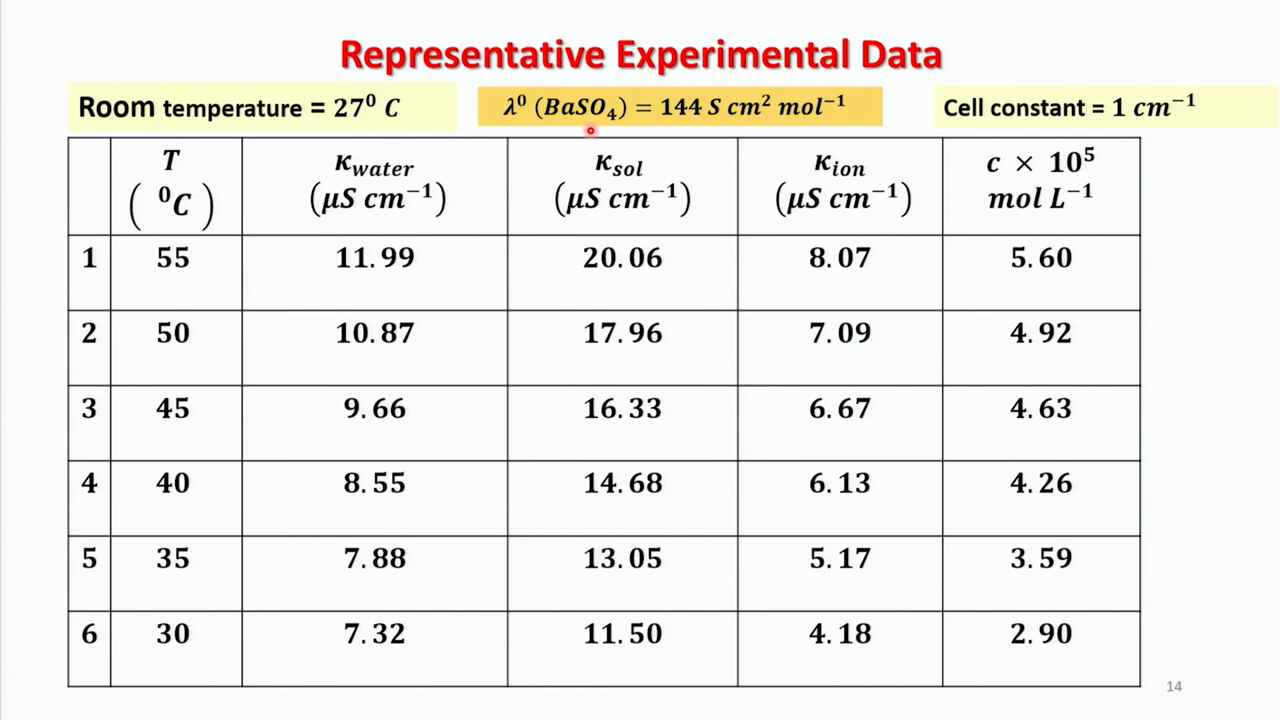 Representative Experimental Data
Room temperature = 27⁰ C
λ⁰ (BaSO₄) = 144 S cm² mol⁻¹
Cell constant = 1 cm⁻¹
T (⁰C) κ_water (μS cm⁻¹) κ_sol (μS cm⁻¹) κ_ion (μS cm⁻¹) c × 10⁵ mol L⁻¹
1 55 11.99 20.06 8.07 5.60
2 50 10.87 17.96 7.09 4.92
3 45 9.66 16.33 6.67 4.63
4 40 8.55 14.68 6.13 4.26
5 35 7.88 13.05 5.17 3.59
6 30 7.32 11.50 4.18 2.90
14